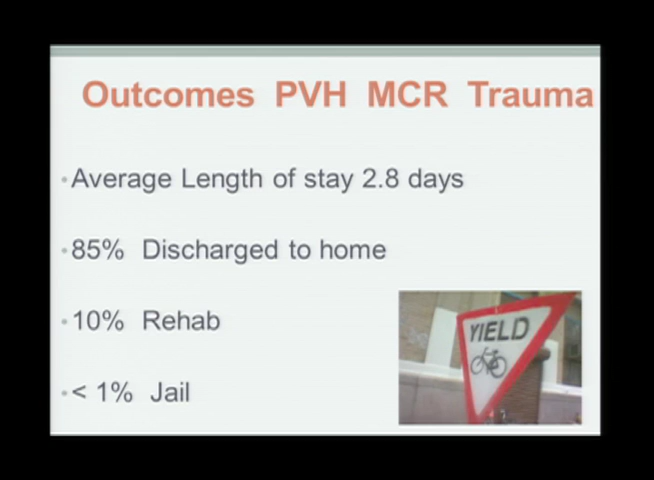 Outcomes PVH MCR Trauma
•Average Length of stay 2.8 days
•85% Discharged to home
•10% Rehab
•< 1% Jail
YIELD